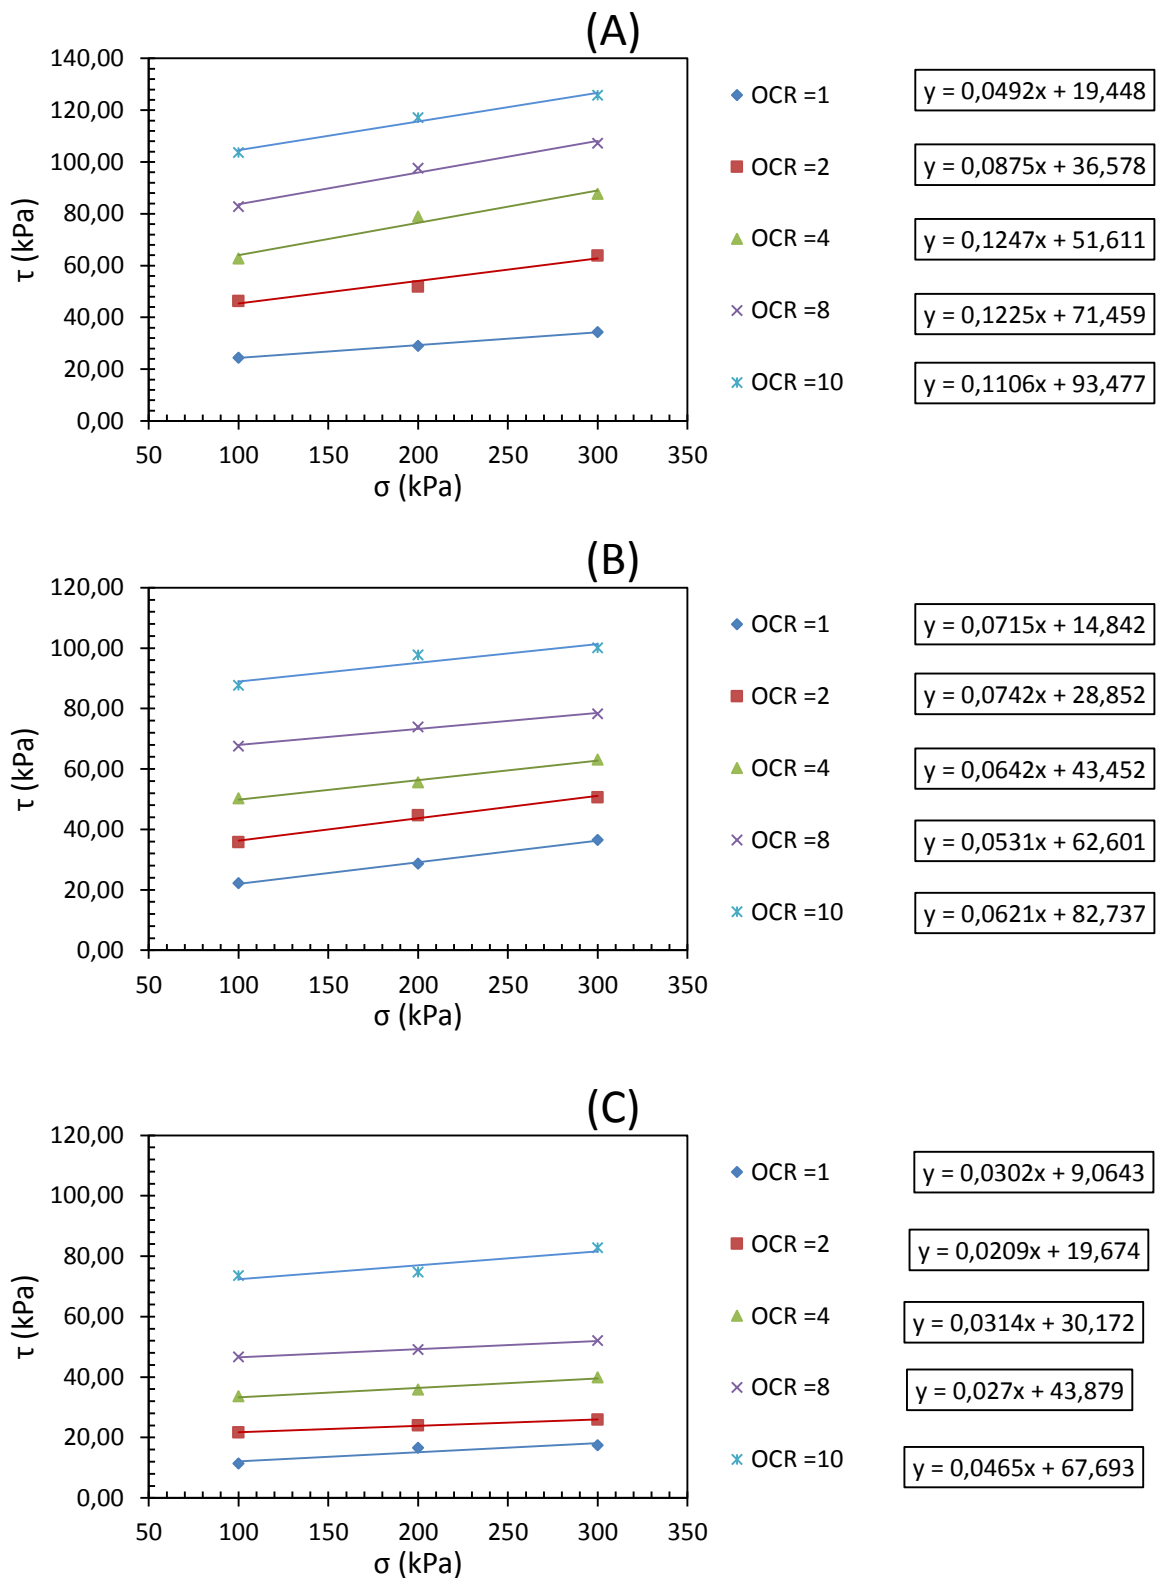 (A)
140,00
120,00
100,00
80,00
60,00
40,00
20,00
0,00
τ (kPa)
50 100 150 200 250 300 350
σ (kPa)
OCR =1 y = 0,0492x + 19,448
OCR =2 y = 0,0875x + 36,578
OCR =4 y = 0,1247x + 51,611
OCR =8 y = 0,1225x + 71,459
OCR =10 y = 0,1106x + 93,477
(B)
120,00
100,00
80,00
60,00
40,00
20,00
0,00
τ (kPa)
50 100 150 200 250 300 350
σ (kPa)
OCR =1 y = 0,0715x + 14,842
OCR =2 y = 0,0742x + 28,852
OCR =4 y = 0,0642x + 43,452
OCR =8 y = 0,0531x + 62,601
OCR =10 y = 0,0621x + 82,737
(C)
120,00
100,00
80,00
60,00
40,00
20,00
0,00
τ (kPa)
50 100 150 200 250 300 350
σ (kPa)
OCR =1 y = 0,0302x + 9,0643
OCR =2 y = 0,0209x + 19,674
OCR =4 y = 0,0314x + 30,172
OCR =8 y = 0,027x + 43,879
OCR =10 y = 0,0465x + 67,693